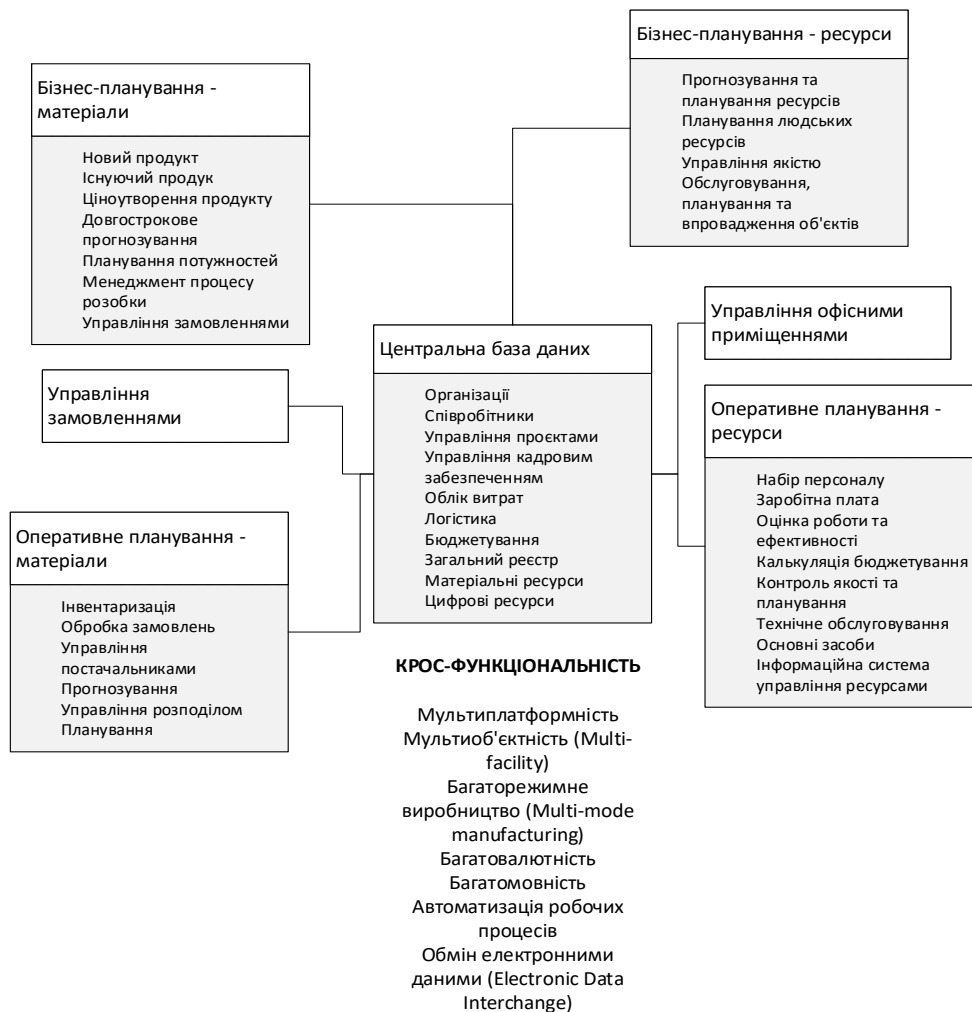 Бізнес-планування - ресурси
Прогнозування та
планування ресурсів
Планування людських
ресурсів
Управління якістю
Обслуговування,
планування та
впровадження об'єктів
Бізнес-планування -
матеріали
Новий продукт
Існуючий продук
Ціноутворення продукту
Довгострокове
прогнозування
Планування потужностей
Менеджмент процесу
розобки
Управління замовленнями
Управління офісними
приміщеннями
Центральна база даних
Організації
Співробітники
Управління проєктами
Управління кадровим
забезпеченням
Облік витрат
Логістика
Бюджетування
Загальний реєстр
Матеріальні ресурси
Цифрові ресурси
Управління
замовленнями
Оперативне планування -
ресурси
Набір персоналу
Заробітна плата
Оцінка роботи та
ефективності
Калькуляція бюджетування
Контроль якості та
планування
Технічне обслуговування
Основні засоби
Інформаційна система
управління ресурсами
Оперативне планування -
матеріали
Інвентаризація
Обробка замовлень
Управління
постачальниками
Прогнозування
Управління розподілом
Планування
КРОС-ФУНКЦІОНАЛЬНІСТЬ
Мультиплатформність
Мультиоб'єктність (Multi-
facility)
Багаторежимне
виробництво (Multi-mode
manufacturing)
Багатовалютність
Багатомовність
Автоматизація робочих
процесів
Обмін електронними
даними (Electronic Data
Interchange)